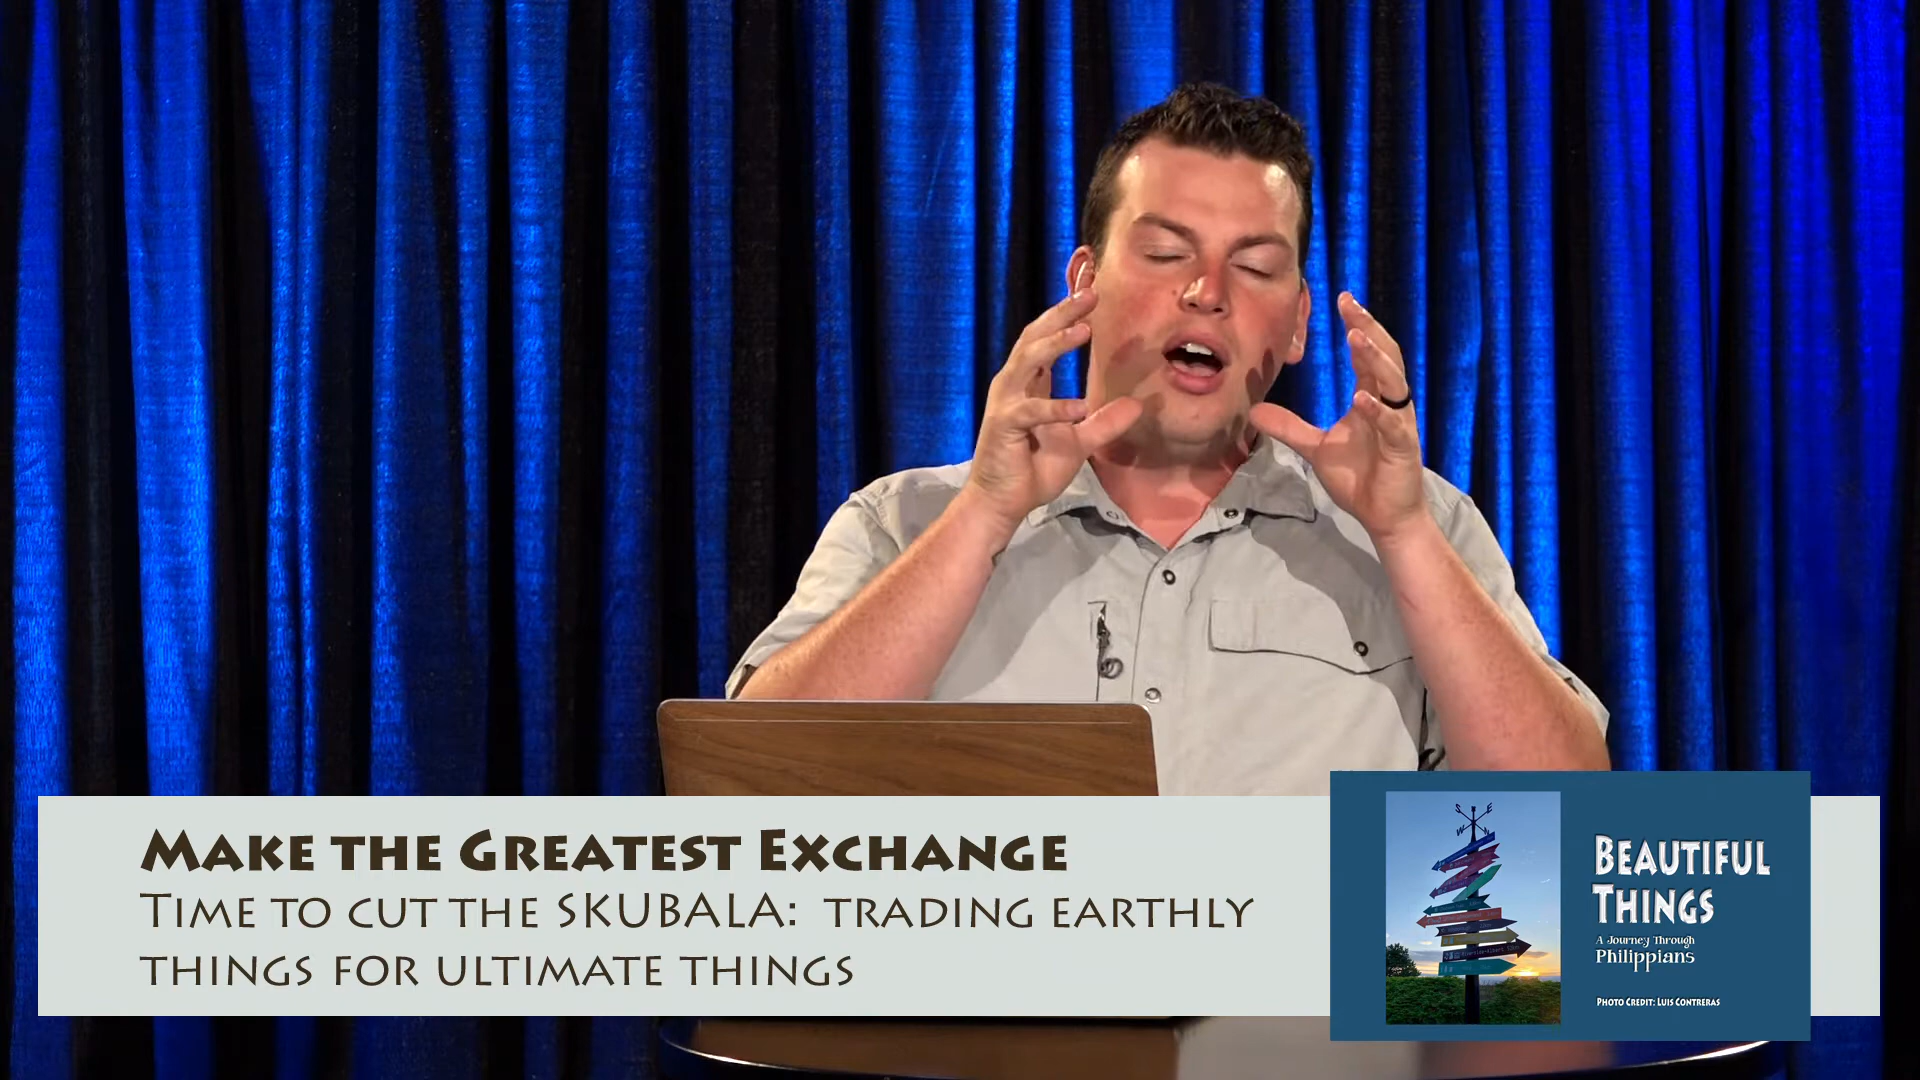 Make the Greatest Exchange
Time to cut the SKUBALA: trading earthly
things for ultimate things
S E
W N
Beautiful
Things
A Journey Through
Philippians
Photo Credit: Luis Contreras